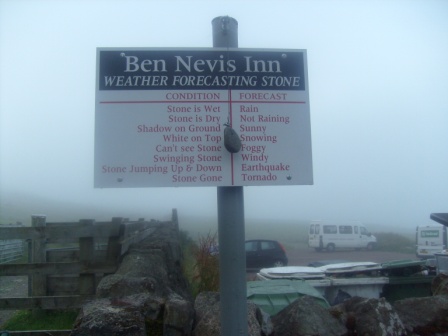 Ben Nevis Inn
WEATHER FORECASTING STONE
CONDITION FORECAST
Stone is Wet Rain
Stone is Dry Not Raining
Shadow on Ground Sunny
White on Top Snowing
Can't see Stone Foggy
Swinging Stone Windy
Stone Jumping Up & Down Earthquake
Stone Gone Tornado